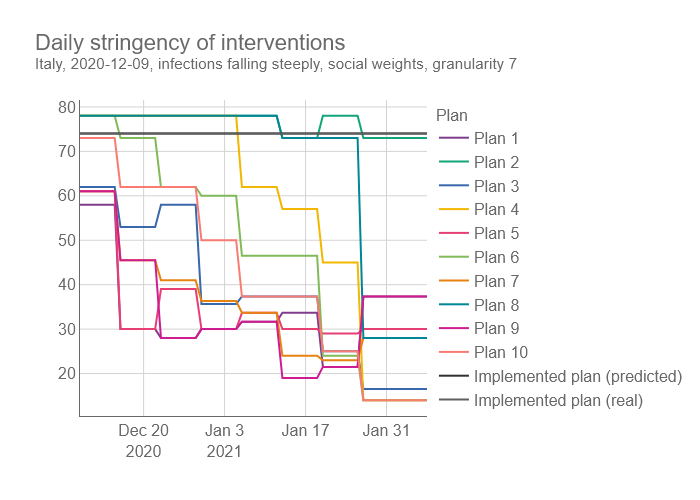 Daily stringency of interventions
Italy, 2020-12-09, infections falling steeply, social weights, granularity 7
80
70
60
50
40
30
20
Dec 20
2020
Jan 3
2021
Jan 17
Jan 31
Plan
Plan 1
Plan 2
Plan 3
Plan 4
Plan 5
Plan 6
Plan 7
Plan 8
Plan 9
Plan 10
Implemented plan (predicted)
Implemented plan (real)